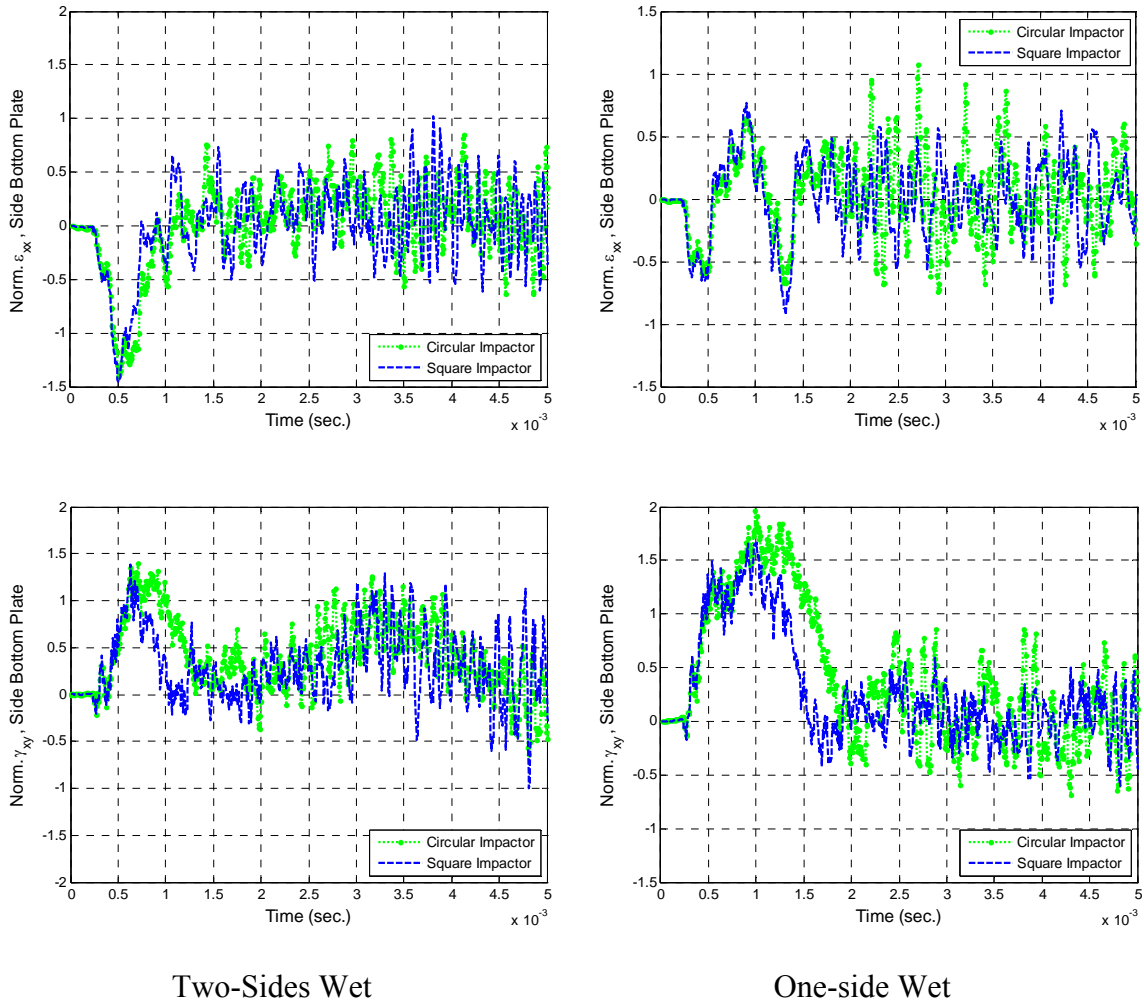 2
1.5
1
0.5
0
-0.5
-1
-1.5
Norm. εxx , Side Bottom Plate
0 0.5 1 1.5 2 2.5 3 3.5 4 4.5 5
x 10-3
Time (sec.)
Circular Impactor
Square Impactor
1.5
1
0.5
0
-0.5
-1
-1.5
Norm. εxx , Side Bottom Plate
0 0.5 1 1.5 2 2.5 3 3.5 4 4.5 5
x 10-3
Time (sec.)
Circular Impactor
Square Impactor
2
1.5
1
0.5
0
-0.5
-1
-1.5
-2
Norm. γxy , Side Bottom Plate
0 0.5 1 1.5 2 2.5 3 3.5 4 4.5 5
x 10-3
Time (sec.)
Circular Impactor
Square Impactor
2
1.5
1
0.5
0
-0.5
-1
-1.5
Norm. γxy , Side Bottom Plate
0 0.5 1 1.5 2 2.5 3 3.5 4 4.5 5
x 10-3
Time (sec.)
Circular Impactor
Square Impactor
Two-Sides Wet
One-side Wet